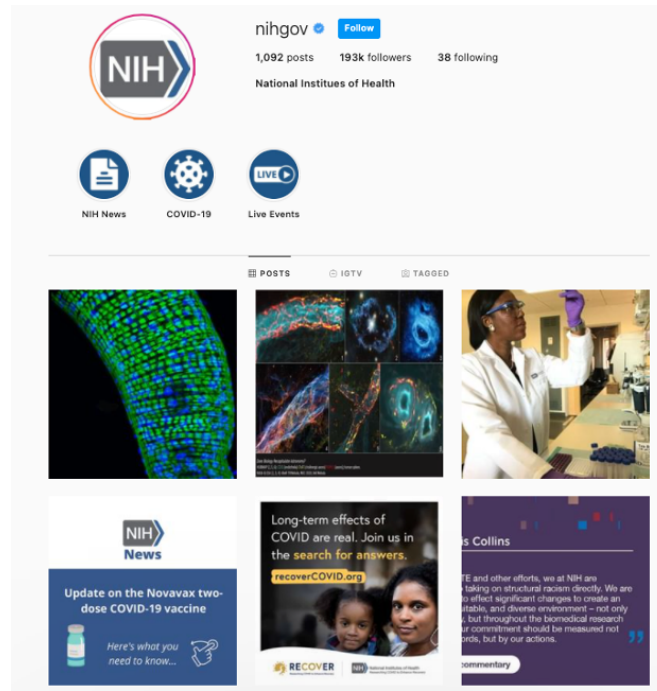 NIH
nihgov
Follow
1,092 posts 193k followers 38 following
National Institues of Health
LIVE
NIH News COVID-19 Live Events
POSTS IGTV TAGGED
NIH
News
Update on the Novavax two-
dose COVID-19 vaccine
Here's what you
need to know...
Long-term effects of
COVID are real. Join us in
the search for answers.
recoverCOVID.org
RECOVER
NIH National Institutes of Health
is Collins
TE and other efforts, we at NIH are
taking on structural racism directly. We are
to effect significant changes to create an
itable, and diverse environment – not only
, but throughout the biomedical research
ur commitment should be measured not
ords, but by our actions.
commentary